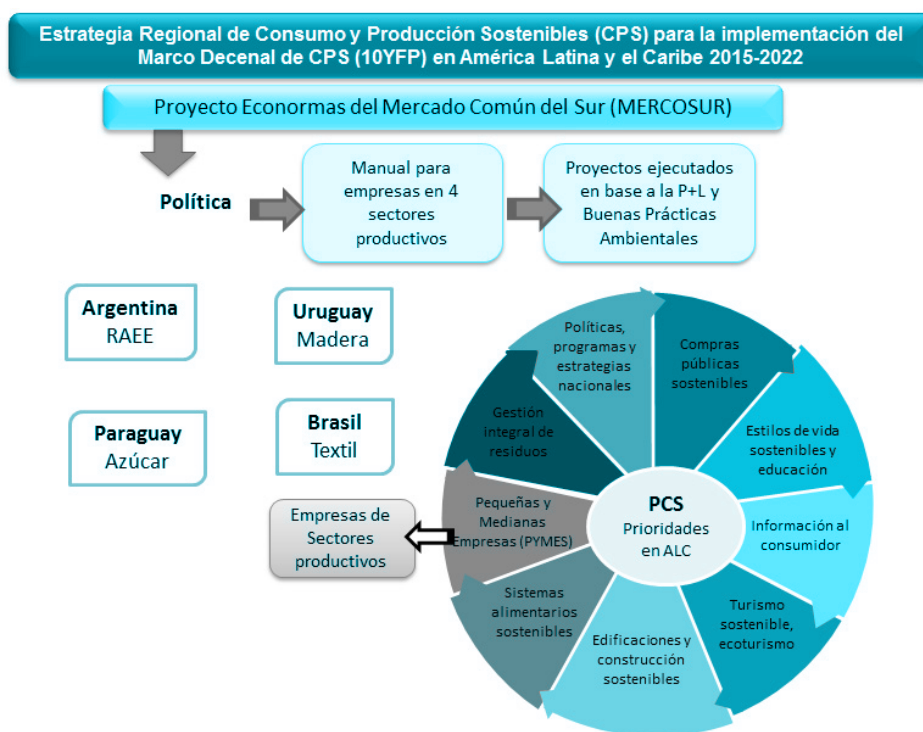 Estrategia Regional de Consumo y Producción Sostenibles (CPS) para la implementación del
Marco Decenal de CPS (10YFP) en América Latina y el Caribe 2015-2022
Proyecto Econormas del Mercado Común del Sur (MERCOSUR)
Política
Manual para
empresas en 4
sectores
productivos
Proyectos ejecutados
en base a la P+L y
Buenas Prácticas
Ambientales
Argentina
RAEE
Uruguay
Madera
Paraguay
Azúcar
Brasil
Textil
Empresas de
Sectores
productivos
PCS
Prioridades
en ALC
Políticas,
programas y
estrategias
nacionales
Compras
públicas
sostenibles
Estilos de vida
sostenibles y
educación
Información al
consumidor
Turismo
sostenible,
ecoturismo
Edificaciones y
construcción
sostenibles
Sistemas
alimentarios
sostenibles
Pequeñas y
Medianas
Empresas (PYMES)
Gestión
integral de
residuos